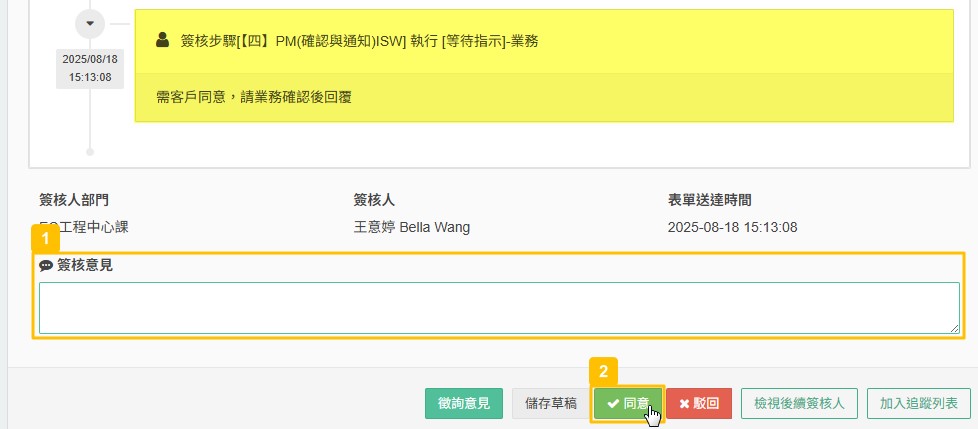 簽核步驟[【四】PM(確認與通知)ISW] 執行 [等待指示]-業務
2025/08/18
15:13:08
需客戶同意，請業務確認後回覆
簽核人部門 簽核人 表單送達時間
工程中心課 王意婷 Bella Wang 2025-08-18 15:13:08
1
簽核意見
2
徵詢意見 儲存草稿 同意 駁回 檢視後續簽核人 加入追蹤列表